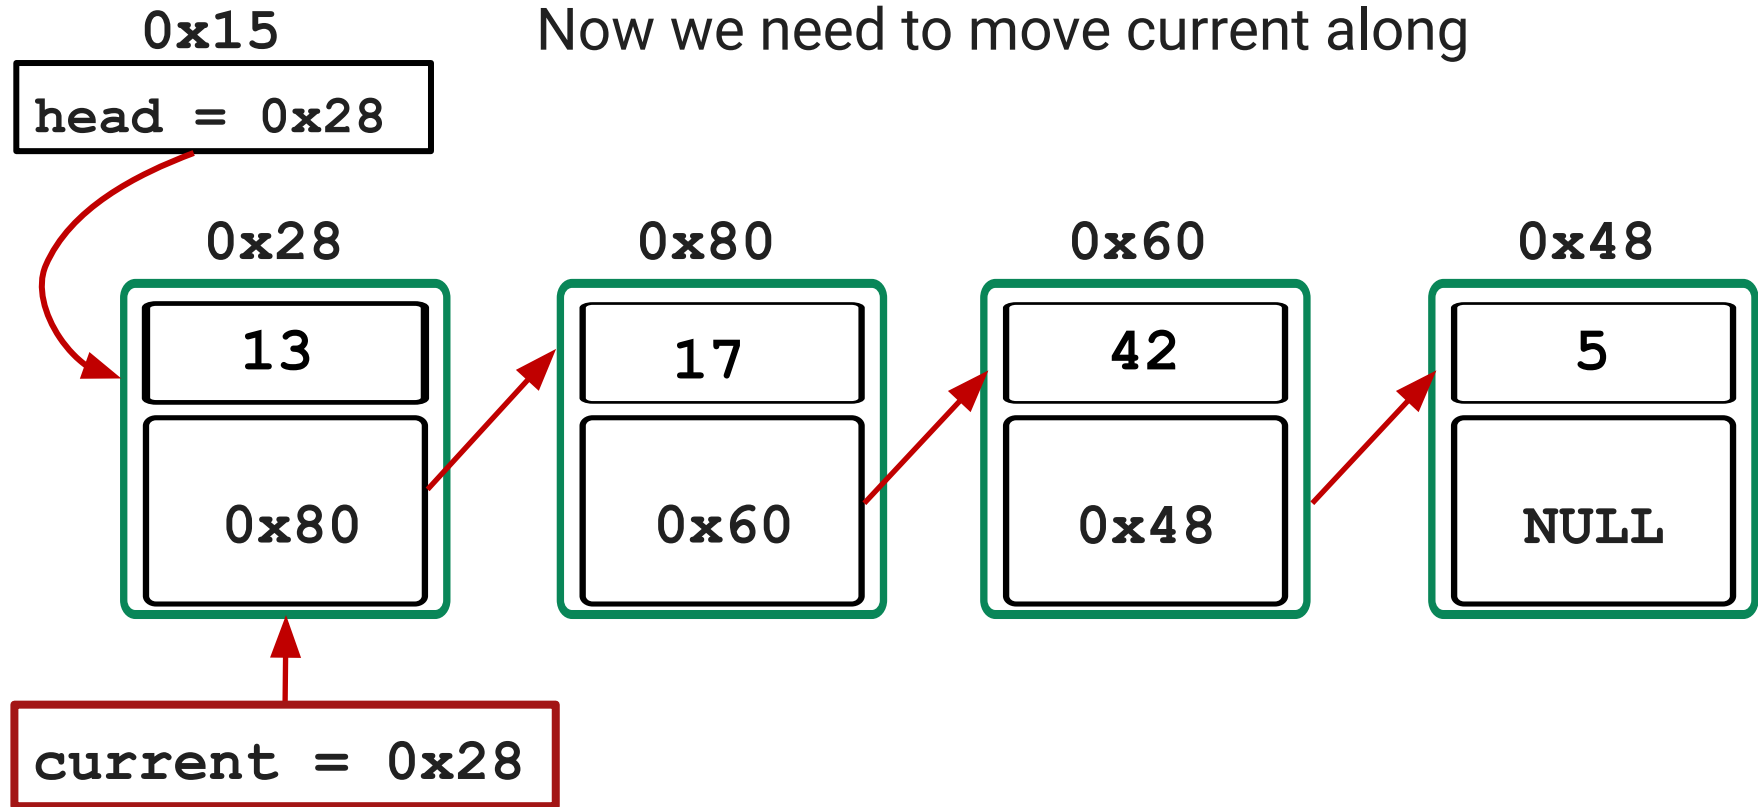 0x15
Now we need to move current along
head = 0x28
0x28
0x80
0x60
0x48
13
17
42
5
0x80
0x60
0x48
NULL
current = 0x28